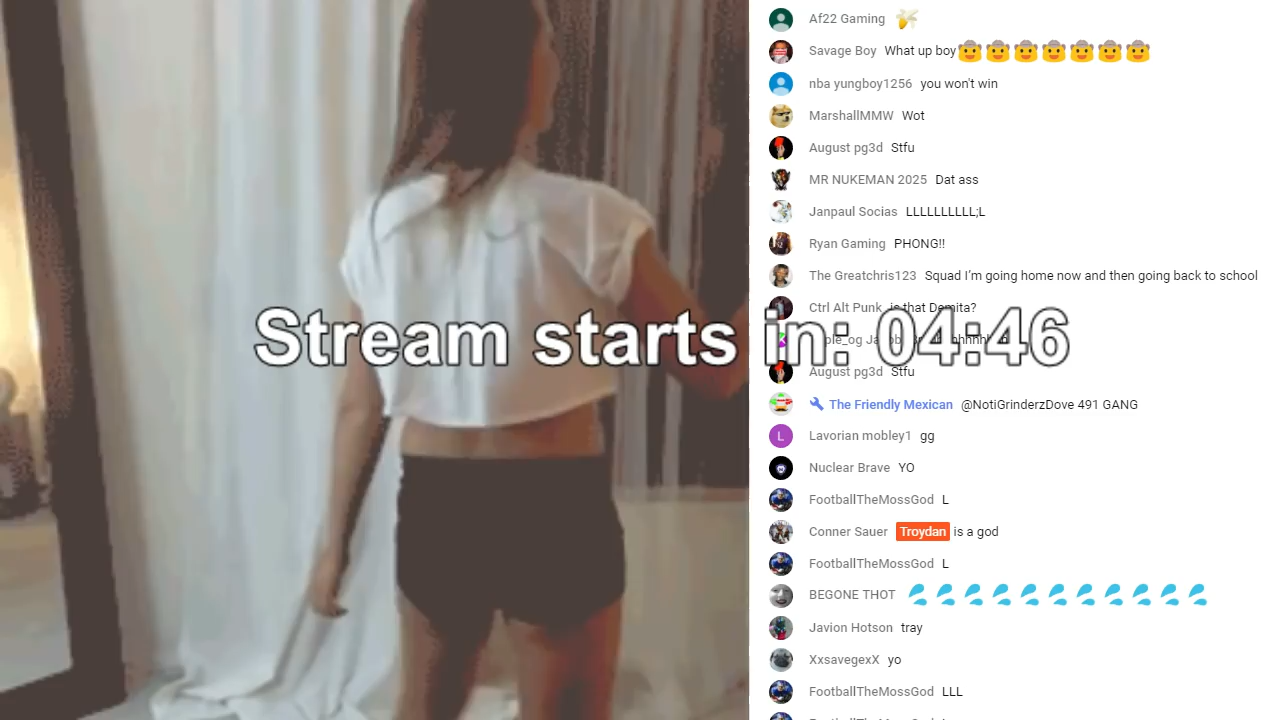 Af22 Gaming
Savage Boy What up boy
nba yungboy1256 you won't win
MarshallMMW Wot
August pg3d Stfu
MR NUKEMAN 2025 Dat ass
Janpaul Socias LLLLLLLLLL;L
Ryan Gaming PHONG!!
The Greatchris123 Squad I'm going home now and then going back to school
Ctrl Alt Punk is that Demita?
Stream starts in: 04:46
August pg3d Stfu
The Friendly Mexican @NotiGrinderzDove 491 GANG
L Lavorian mobley1 gg
Nuclear Brave YO
FootballTheMossGod L
Conner Sauer Troydan is a god
FootballTheMossGod L
BEGONE THOT
Javion Hotson tray
XxsavegexX yo
FootballTheMossGod LLL